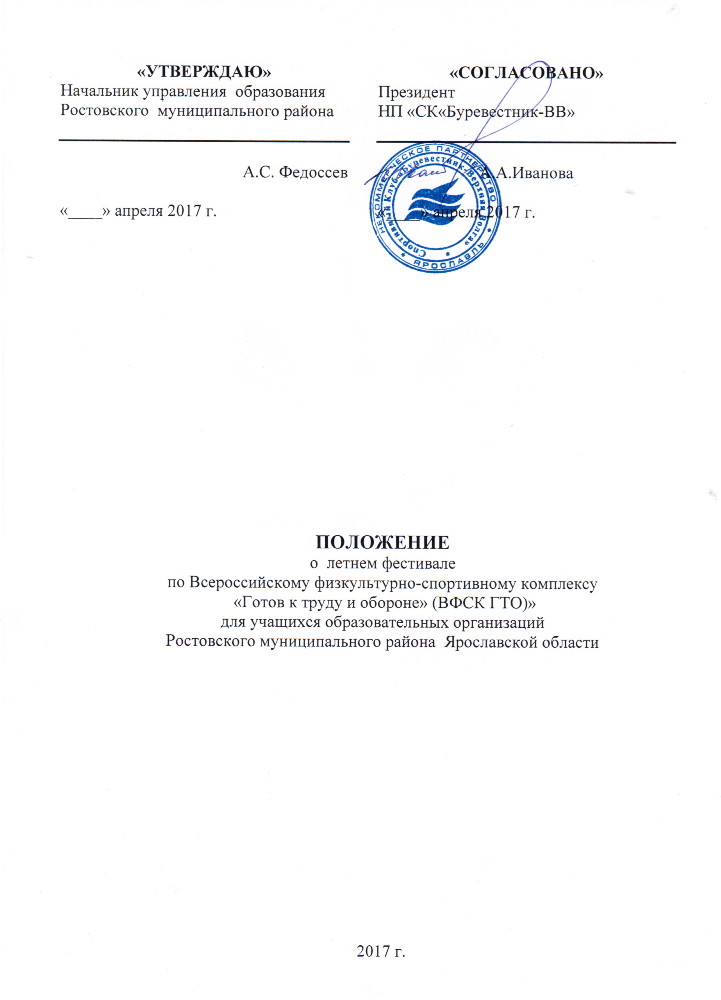 «УТВЕРЖДАЮ»
Начальник управления  образования
Ростовского  муниципального района
А.С. Федоссев
«____» апреля 2017 г.
«СОГЛАСОВАНО»
Президент
НП «СК«Буревестник-ВВ»
А.А.Иванова
«____» апреля 2017 г.
НЕКОММЕРЧЕСКОЕ ПАРТНЕРСТВО * ЯРОСЛАВЛЬ *
Спортивный Клуб «Буревестник-Верхняя Волга» *
ПОЛОЖЕНИЕ
о  летнем фестивале
по Всероссийскому физкультурно-спортивному комплексу
«Готов к труду и обороне» (ВФСК ГТО)»
для учащихся образовательных организаций
Ростовского муниципального района  Ярославской области
2017 г.